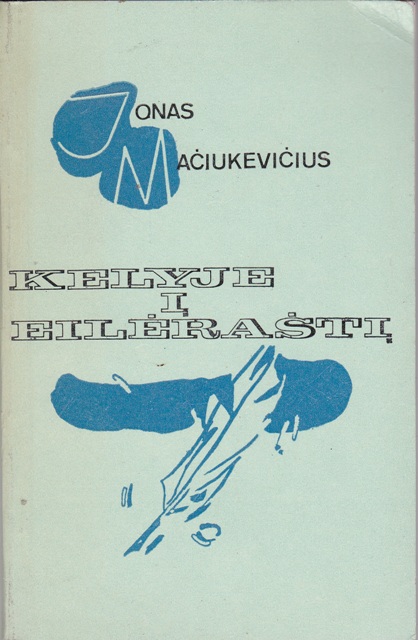 JONAS
MAČIUKEVIČIUS
KELYJE
Į
EILĖRAŠTĮ